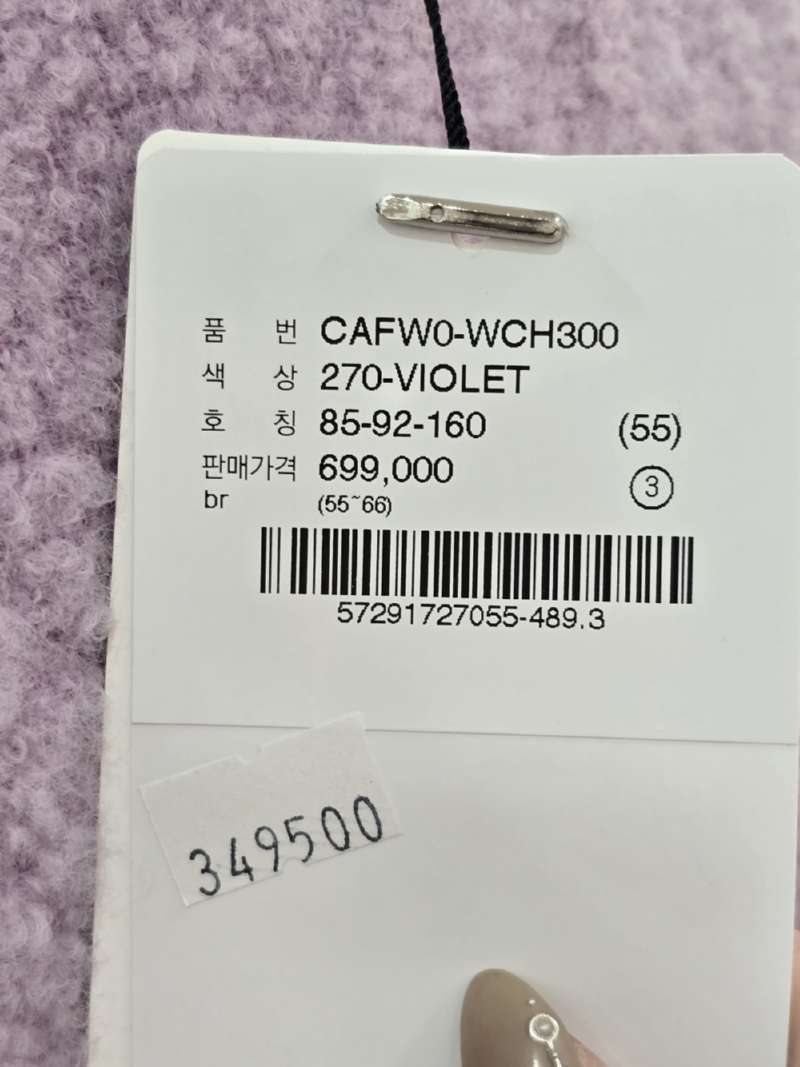 품 번 CAFW0-WCH300
색 상 270-VIOLET
호 칭 85-92-160 (55)
판매가격 699,000 ③
br (55~66)
57291727055-489.3
349500